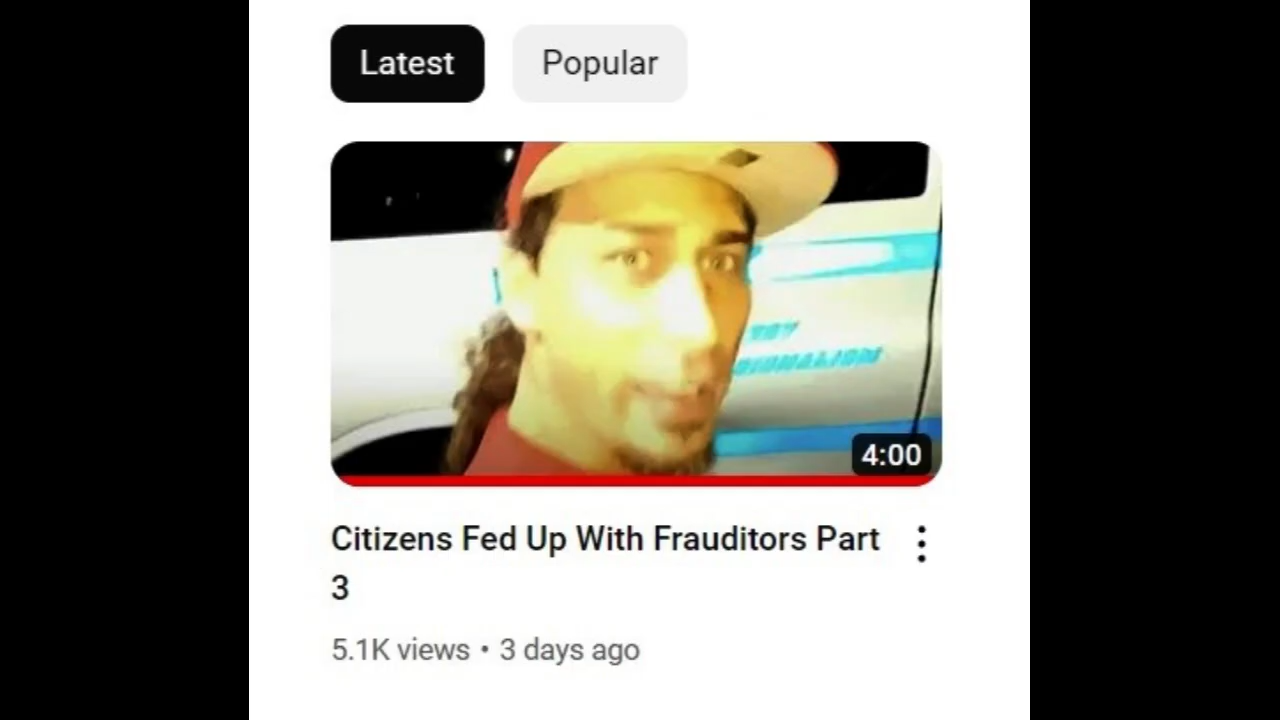 Latest Popular
4:00
Citizens Fed Up With Frauditors Part
3
5.1K views • 3 days ago